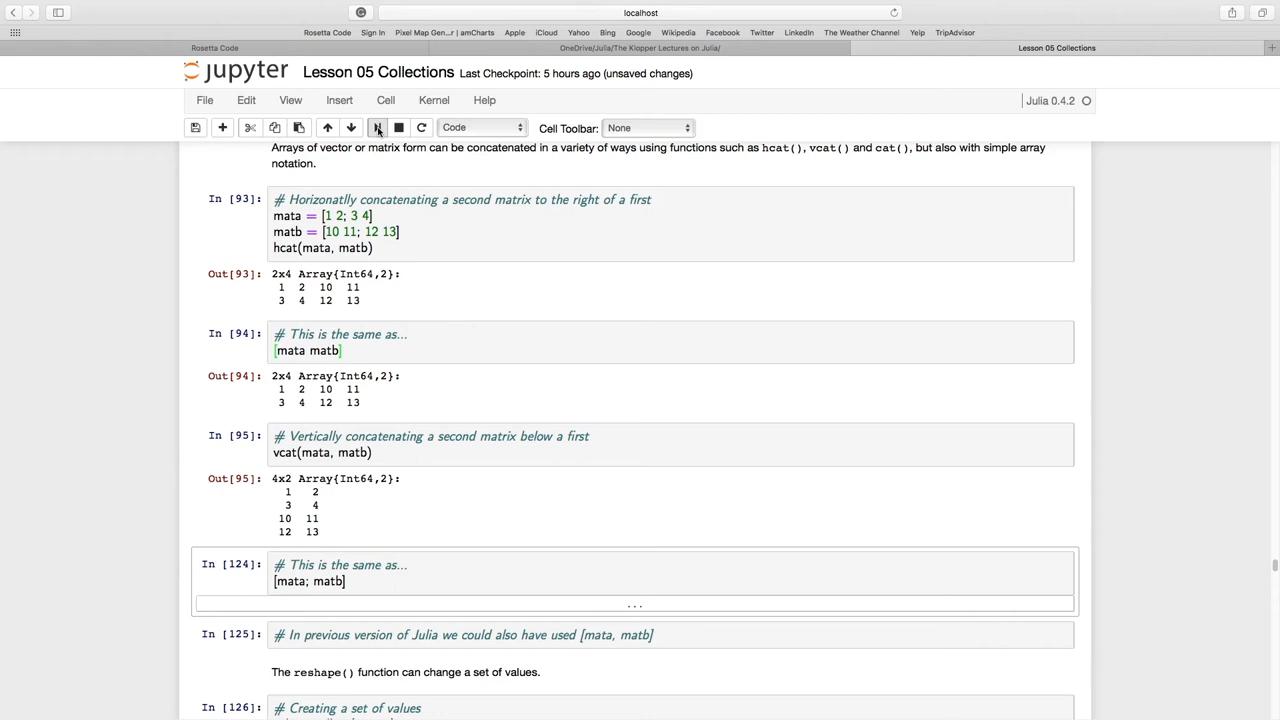 localhost
Rosetta Code Sign In Pixel Map Gen...r | amCharts Apple iCloud Yahoo Bing Google Wikipedia Facebook Twitter LinkedIn The Weather Channel Yelp TripAdvisor
Rosetta Code OneDrive/Julia/The Klopper Lectures on Julia/ Lesson 05 Collections
jupyter Lesson 05 Collections Last Checkpoint: 5 hours ago (unsaved changes)
File Edit View Insert Cell Kernel Help Julia 0.4.2
Code Cell Toolbar: None
Arrays of vector or matrix form can be concatenated in a variety of ways using functions such as hcat(), vcat() and cat(), but also with simple array
notation.
In [93]: # Horizonatlly concatenating a second matrix to the right of a first
mata = [1 2; 3 4]
matb = [10 11; 12 13]
hcat(mata, matb)
Out[93]: 2x4 Array{Int64,2}:
1 2 10 11
3 4 12 13
In [94]: # This is the same as...
[mata matb]
Out[94]: 2x4 Array{Int64,2}:
1 2 10 11
3 4 12 13
In [95]: # Vertically concatenating a second matrix below a first
vcat(mata, matb)
Out[95]: 4x2 Array{Int64,2}:
1 2
3 4
10 11
12 13
In [124]: # This is the same as...
[mata; matb]
...
In [125]: # In previous version of Julia we could also have used [mata, matb]
The reshape() function can change a set of values.
In [126]: # Creating a set of values